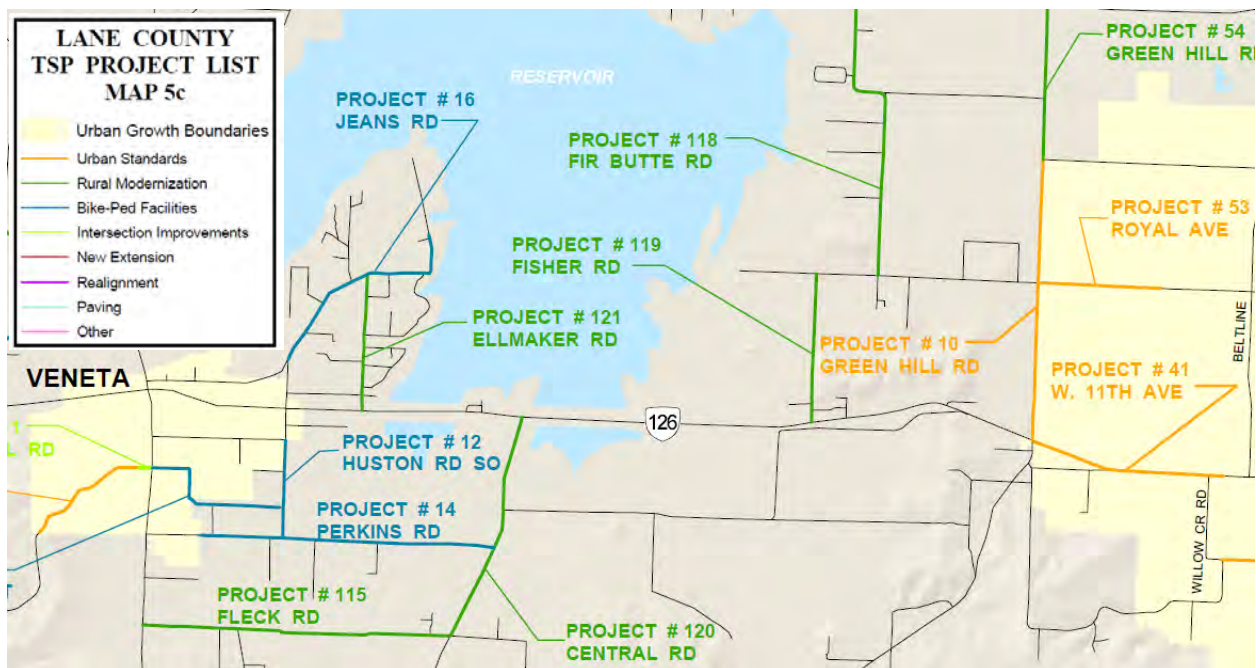 LANE COUNTY
TSP PROJECT LIST
MAP 5c
Urban Growth Boundaries
Urban Standards
Rural Modernization
Bike-Ped Facilities
Intersection Improvements
New Extension
Realignment
Paving
Other
RESERVOIR
PROJECT # 54
GREEN HILL R
PROJECT # 16
JEANS RD
PROJECT # 118
FIR BUTTE RD
PROJECT # 53
ROYAL AVE
PROJECT # 119
FISHER RD
PROJECT # 121
ELLMAKER RD
PROJECT # 10
GREEN HILL RD
BELTLINE
PROJECT # 41
W. 11TH AVE
VENETA
126
1
L RD
PROJECT # 12
HUSTON RD SO
PROJECT # 14
PERKINS RD
WILLOW CR RD
PROJECT # 115
FLECK RD
PROJECT # 120
CENTRAL RD